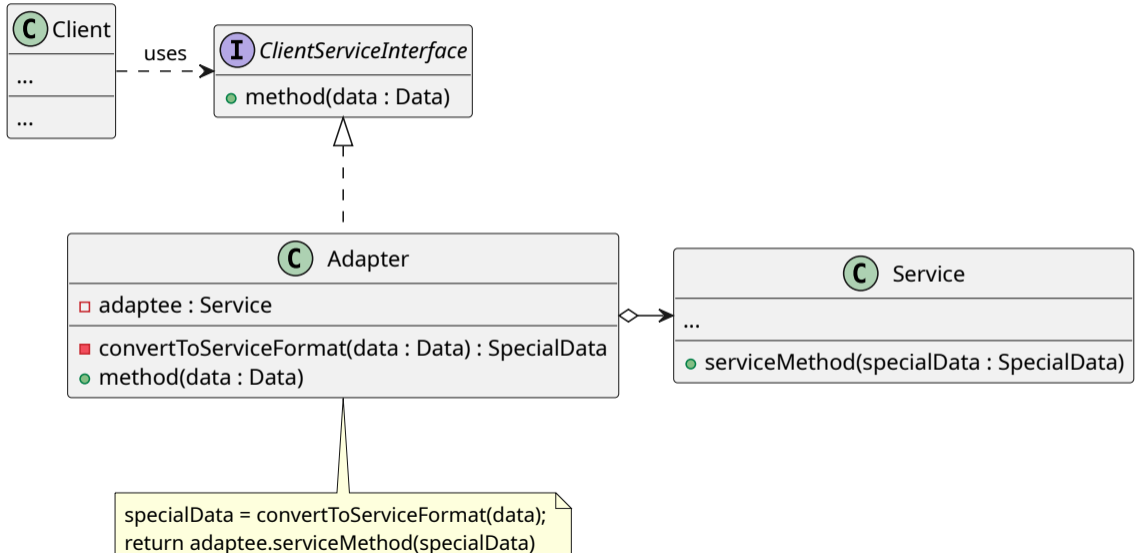 C Client
...
...
uses
I ClientServiceInterface
method(data : Data)
C Adapter
adaptee : Service
convertToServiceFormat(data : Data) : SpecialData
method(data : Data)
C Service
...
serviceMethod(specialData : SpecialData)
specialData = convertToServiceFormat(data);
return adaptee.serviceMethod(specialData)